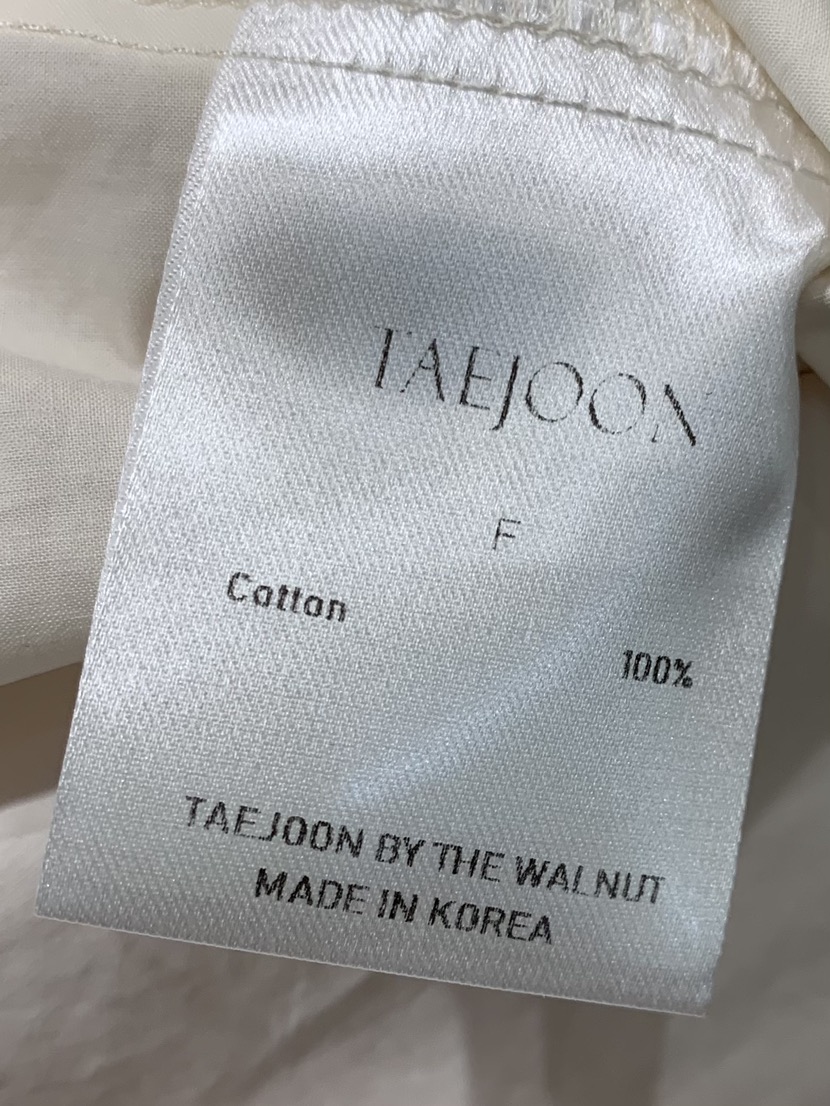 TAEJOON
F
Cotton
100%
TAEJOON BY THE WALNUT
MADE IN KOREA